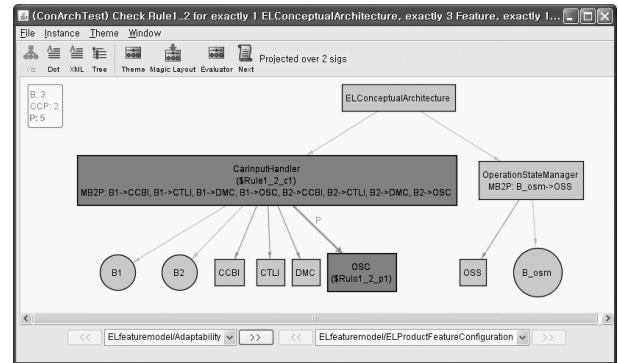 (ConArchTest) Check Rule1_2 for exactly 1 ELConceptualArchitecture, exactly 3 Feature, exactly 1...
File Instance Theme Window
Viz Dot XML Tree Theme Magic Layout Evaluator Next Projected over 2 sigs
B: 3
CCP: 2
P: 5
ELConceptualArchitecture
CarInputHandler
($Rule1_2_c1)
MB2P: B1->CCBI, B1->CTLI, B1->DMC, B1->OSC, B2->CCBI, B2->CTLI, B2->DMC, B2->OSC
OperationStateManager
MB2P: B_osm->OSS
P
B1 B2 CCBI CTLI DMC OSC
($Rule1_2_p1)
OSS B_osm
<< ELfeaturemodel/Adaptability >> << ELfeaturemodel/ELProductFeatureConfiguration >>